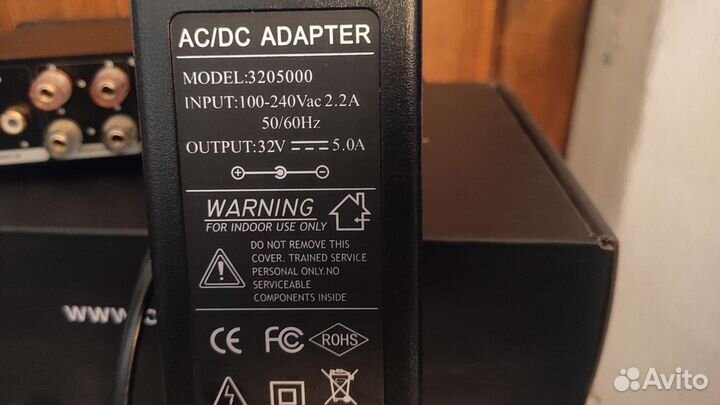 AC/DC ADAPTER
MODEL:3205000
INPUT:100-240Vac 2.2A
50/60Hz
OUTPUT:32V 5.0A
WARNING
FOR INDOOR USE ONLY
DO NOT REMOVE THIS
COVER. TRAINED SERVICE
PERSONAL ONLY.NO
SERVICEABLE
COMPONENTS INSIDE
CE FC ROHS
www.
Avito